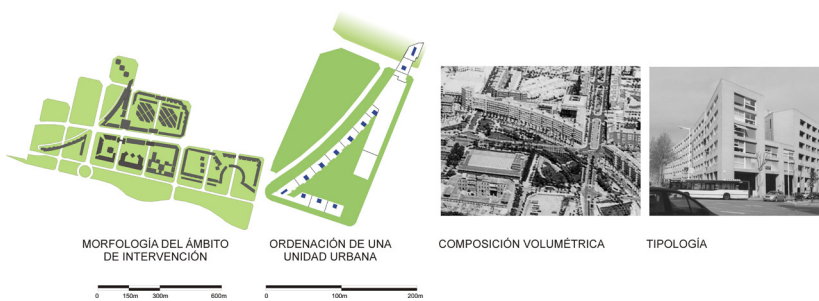 MORFOLOGÍA DEL ÁMBITO
DE INTERVENCIÓN
ORDENACIÓN DE UNA
UNIDAD URBANA
COMPOSICIÓN VOLUMÉTRICA
TIPOLOGÍA
0 150m 300m 600m
0 100m 200m